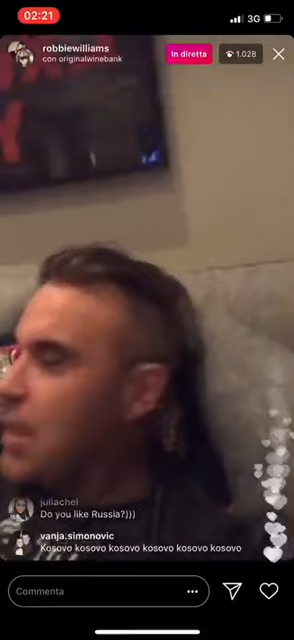 02:21
3G
robbiewilliams
con originalwinebank
In diretta
1.028
juliachei
Do you like Russia?)))
vanja.simonovic
Kosovo kosovo kosovo kosovo kosovo kosovo
Commenta